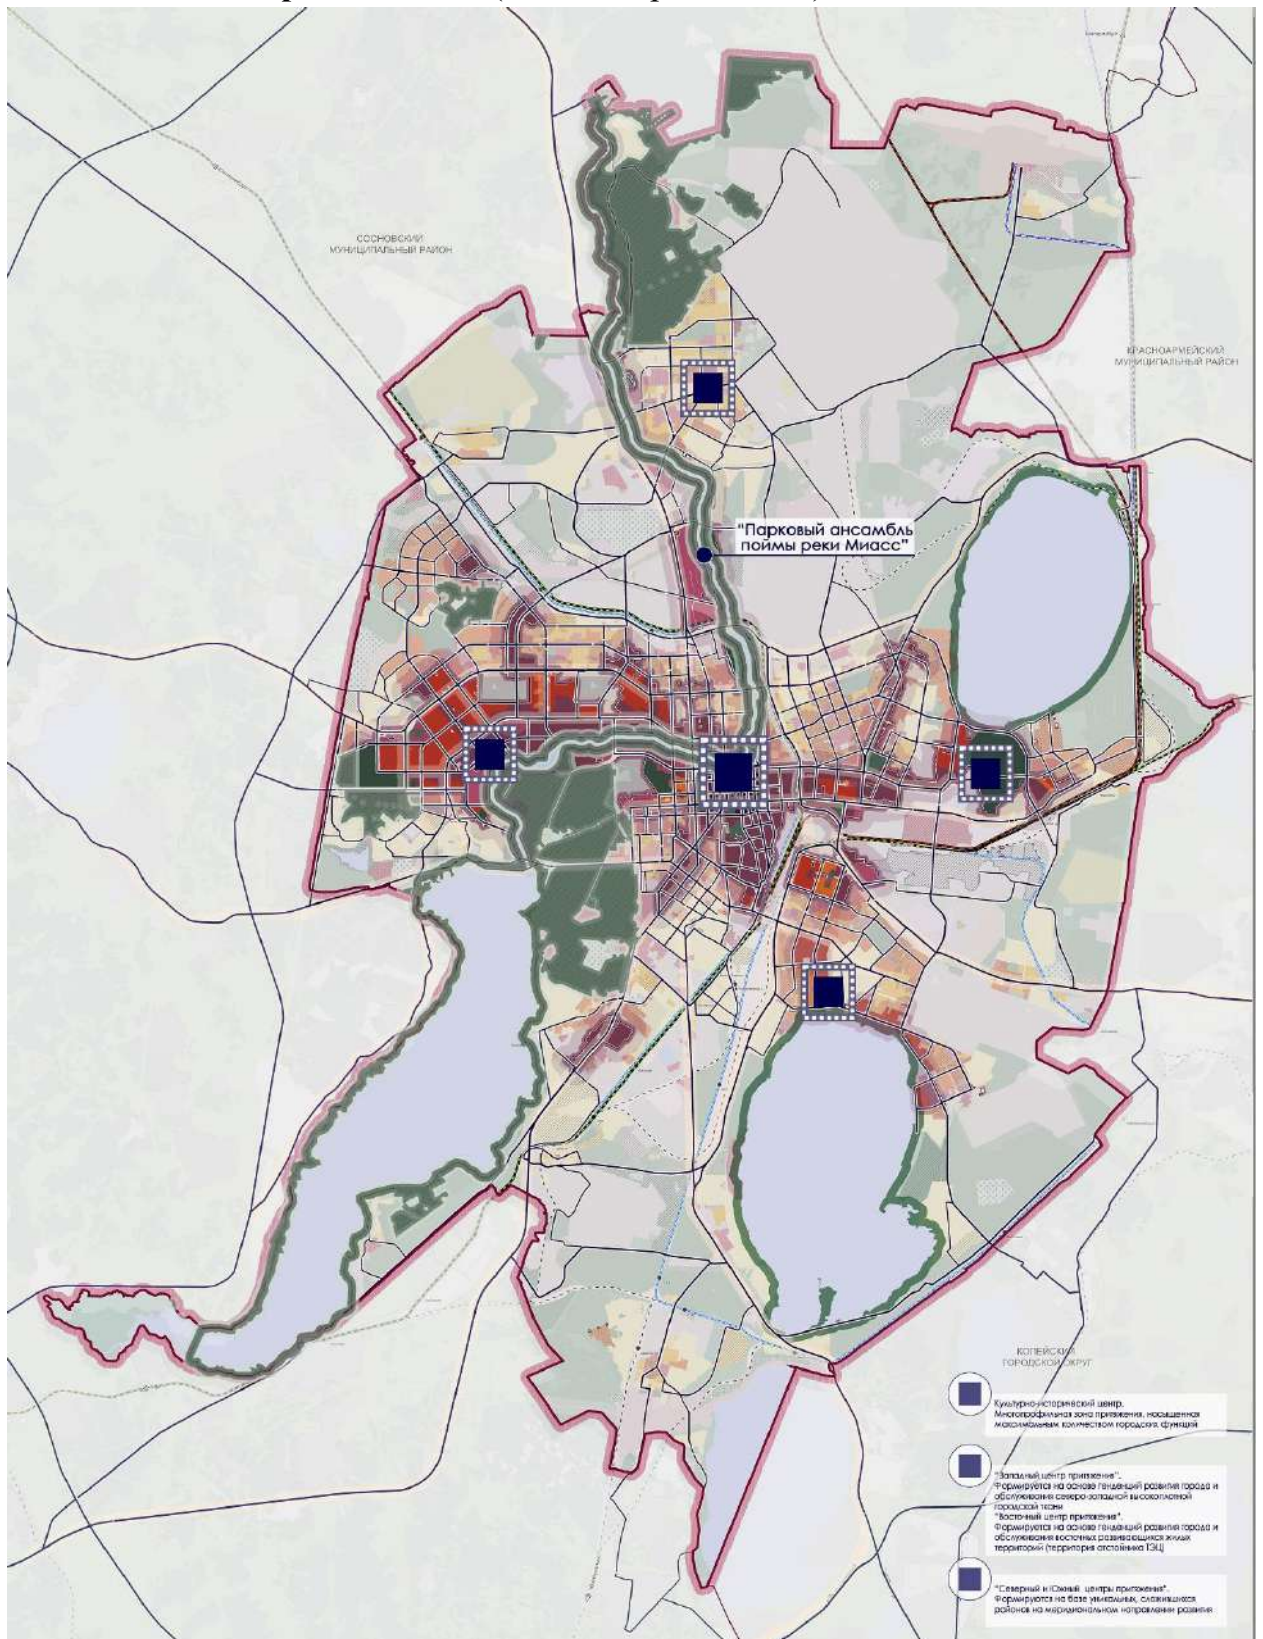 СОСНОВСКИЙ
МУНИЦИПАЛЬНЫЙ РАЙОН
КРАСНОАРМЕЙСКИЙ
МУНИЦИПАЛЬНЫЙ РАЙОН
"Парковый ансамбль
поймы реки Миасс"
КОПЕЙСКИЙ
ГОРОДСКОЙ ОКРУГ
Культурно-исторический центр.
Многопрофильная зона притяжения, насыщенная
максимальным количеством городских функций
"Западный центр притяжения".
Формируется на основе тенденций развития города и
обслуживания северо-западной высокоплотной
городской ткани
"Восточный центр притяжения".
Формируется на основе тенденций развития города и
обслуживания восточных развивающихся жилых
территорий (территория отстойника ТЭЦ)
"Северный и Южный центры притяжения".
Формируются на базе уникальных, сложившихся
районов на меридиональном направлении развития